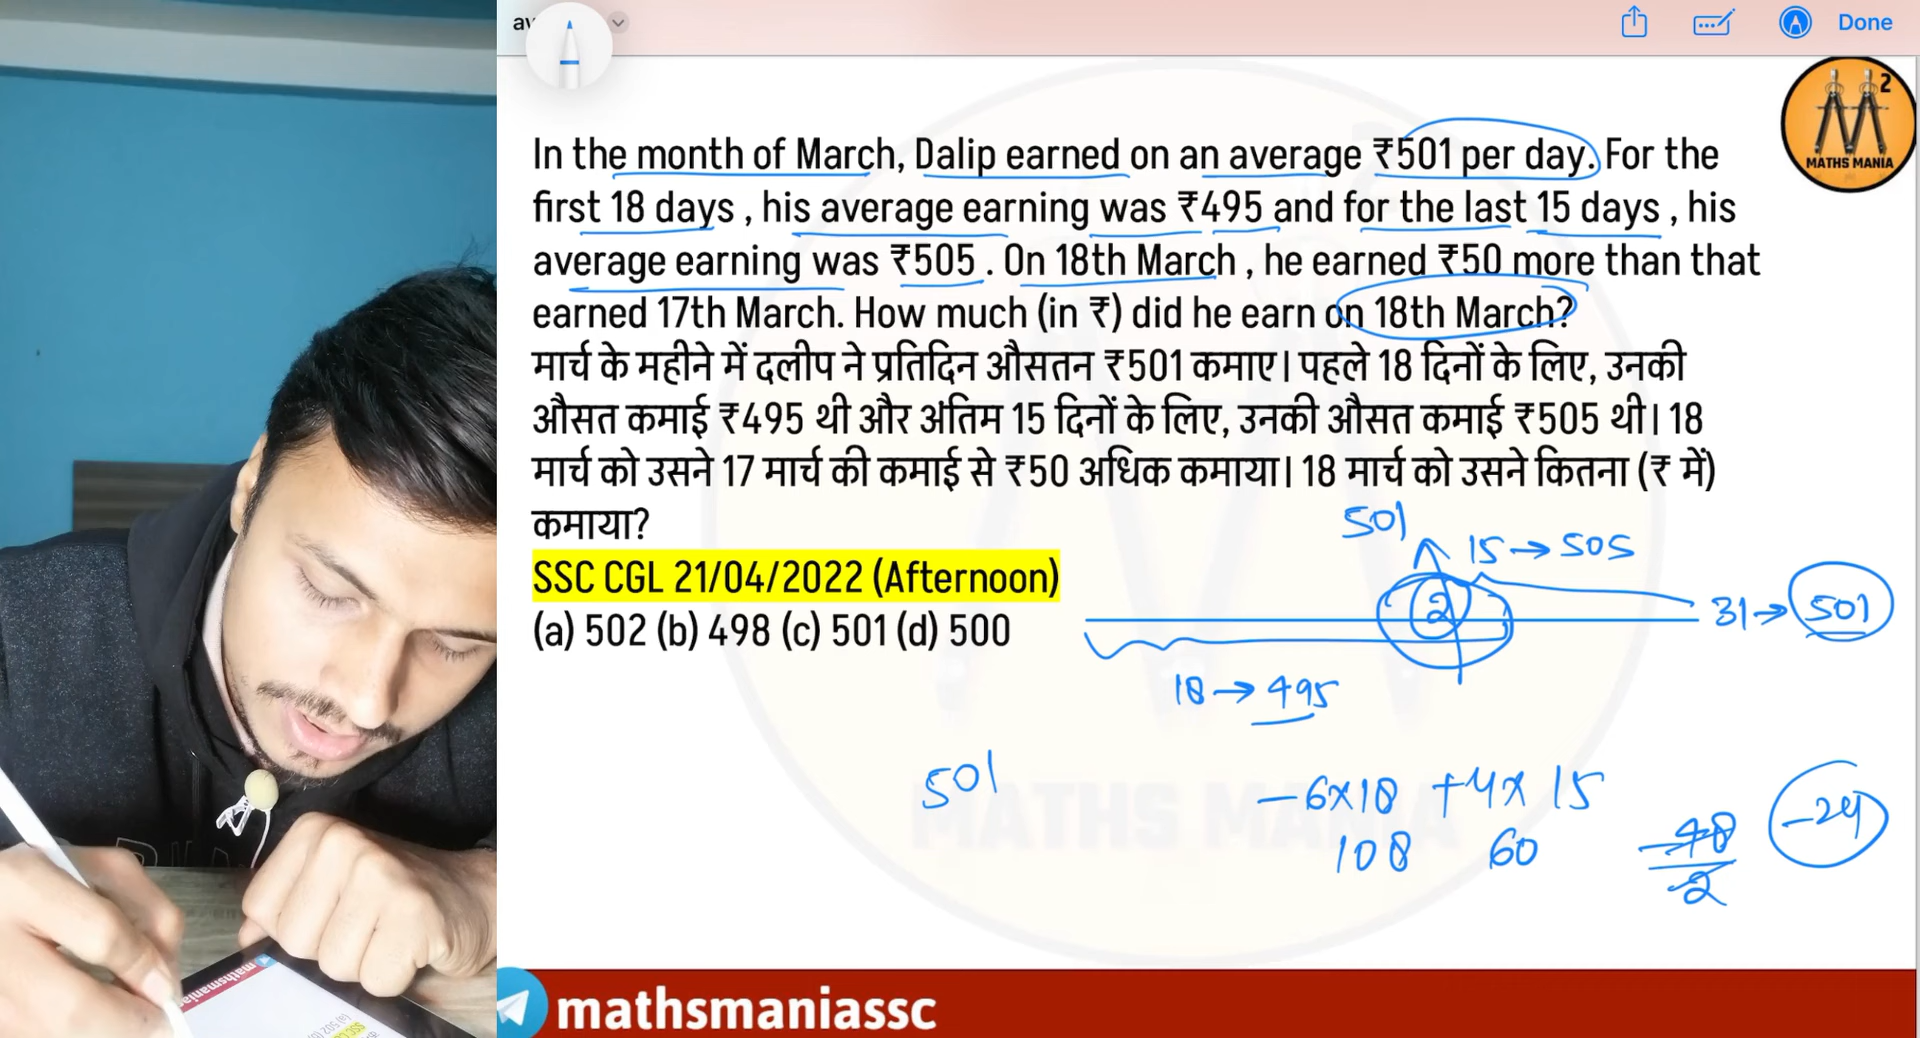 Done
2
MATHS MANIA
In the month of March, Dalip earned on an average ₹501 per day. For the
first 18 days , his average earning was ₹495 and for the last 15 days , his
average earning was ₹505 . On 18th March , he earned ₹50 more than that
earned 17th March. How much (in ₹) did he earn on 18th March?
मार्च के महीने में दलीप ने प्रतिदिन औसतन ₹501 कमाए। पहले 18 दिनों के लिए, उनकी
औसत कमाई ₹495 थी और अंतिम 15 दिनों के लिए, उनकी औसत कमाई ₹505 थी। 18
मार्च को उसने 17 मार्च की कमाई से ₹50 अधिक कमाया। 18 मार्च को उसने कितना (₹ में)
कमाया?
SSC CGL 21/04/2022 (Afternoon)
(a) 502 (b) 498 (c) 501 (d) 500
501
15 → 505
2
31 → 501
18 → 495
501
-6×18 +4× 15
108 60
-48
2
-24
MATHS MANIA
mathsmaniassc